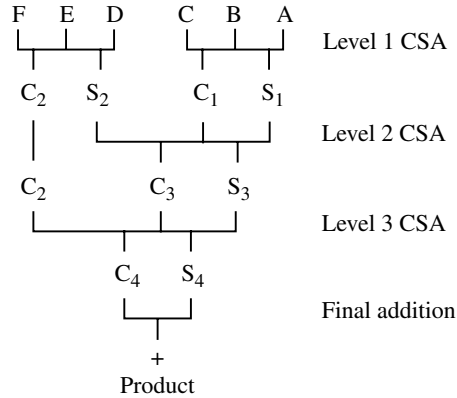 F E D C B A
Level 1 CSA
C₂ S₂ C₁ S₁
Level 2 CSA
C₂ C₃ S₃
Level 3 CSA
C₄ S₄
Final addition
+
Product